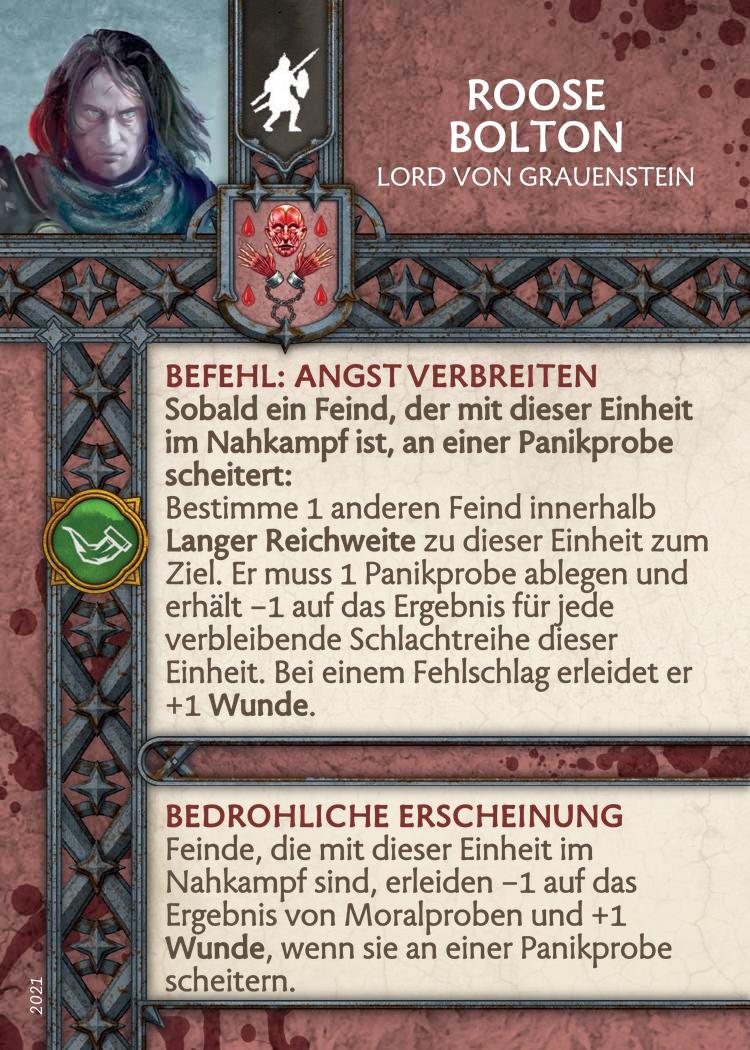 ROOSE
BOLTON
LORD VON GRAUENSTEIN
BEFEHL: ANGST VERBREITEN
Sobald ein Feind, der mit dieser Einheit
im Nahkampf ist, an einer Panikprobe
scheitert:
Bestimme 1 anderen Feind innerhalb
Langer Reichweite zu dieser Einheit zum
Ziel. Er muss 1 Panikprobe ablegen und
erhält −1 auf das Ergebnis für jede
verbleibende Schlachtreihe dieser
Einheit. Bei einem Fehlschlag erleidet er
+1 Wunde.
BEDROHLICHE ERSCHEINUNG
Feinde, die mit dieser Einheit im
Nahkampf sind, erleiden −1 auf das
Ergebnis von Moralproben und +1
Wunde, wenn sie an einer Panikprobe
scheitern.
2021